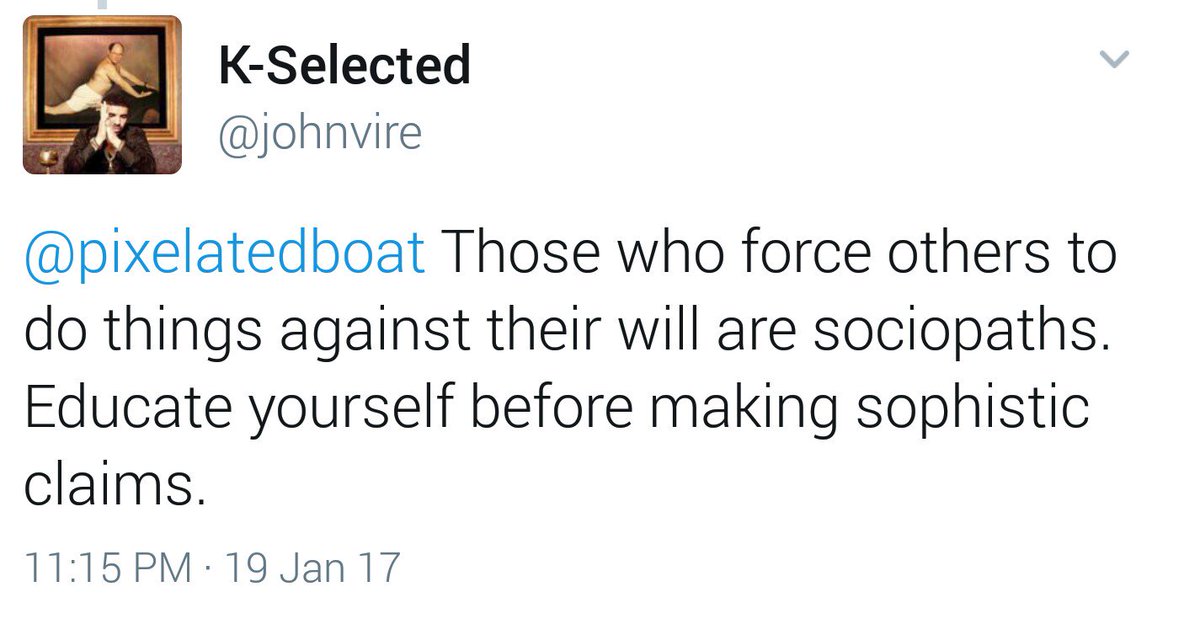 K-Selected
@johnvire
@pixelatedboat Those who force others to
do things against their will are sociopaths.
Educate yourself before making sophistic
claims.
11:15 PM · 19 Jan 17